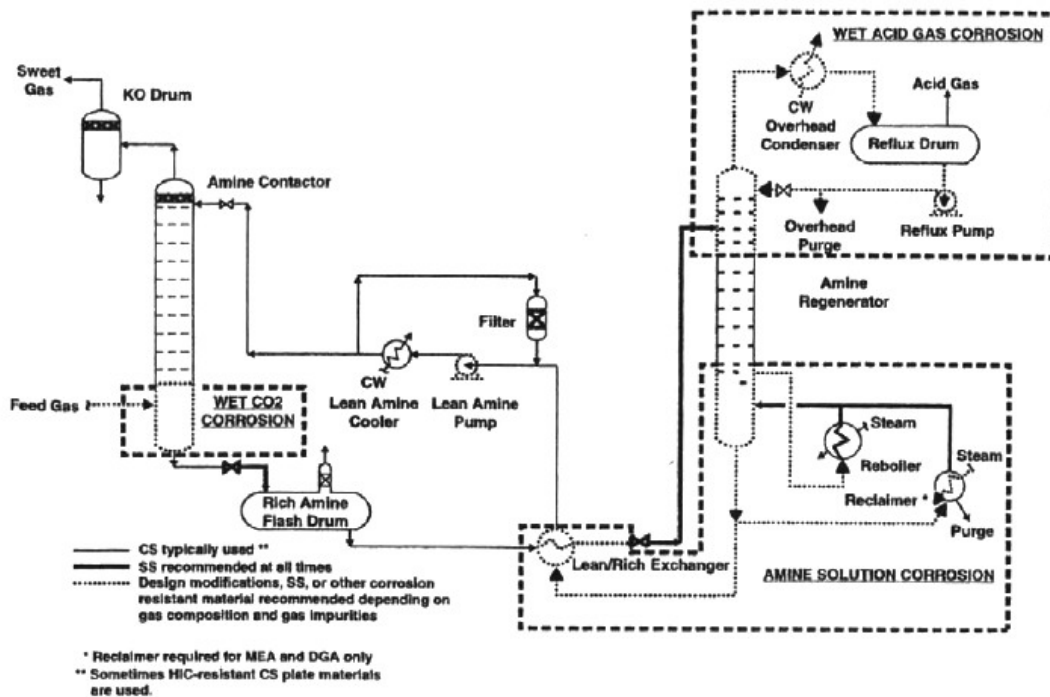 WET ACID GAS CORROSION
Sweet
Gas
KO Drum
Acid Gas
CW
Overhead
Condenser
Reflux Drum
Amine Contactor
Overhead
Purge
Reflux Pump
Amine
Regenerator
Filter
CW
Lean Amine
Cooler
Lean Amine
Pump
Feed Gas
WET CO2
CORROSION
Steam
Reboiler
Steam
Reclaimer *
Purge
Rich Amine
Flash Drum
Lean/Rich Exchanger
AMINE SOLUTION CORROSION
CS typically used **
SS recommended at all times
Design modifications, SS, or other corrosion
resistant material recommended depending on
gas composition and gas impurities
* Reclaimer required for MEA and DGA only
** Sometimes HIC-resistant CS plate materials
are used.